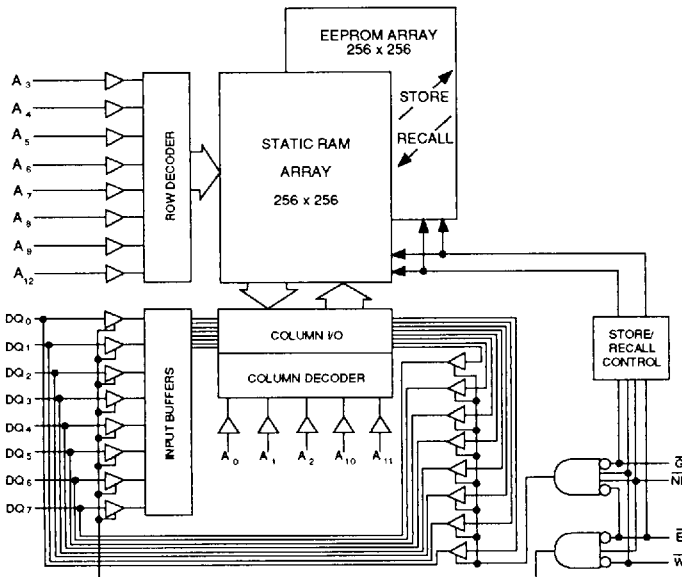 EEPROM ARRAY
256 x 256
STORE
RECALL
STATIC RAM
ARRAY
256 x 256
A3
A4
A5
A6
A7
A8
A9
A12
ROW DECODER
DQ0
DQ1
DQ2
DQ3
DQ4
DQ5
DQ6
DQ7
INPUT BUFFERS
COLUMN I/O
COLUMN DECODER
A0 A1 A2 A10 A11
STORE/
RECALL
CONTROL
G
E
W